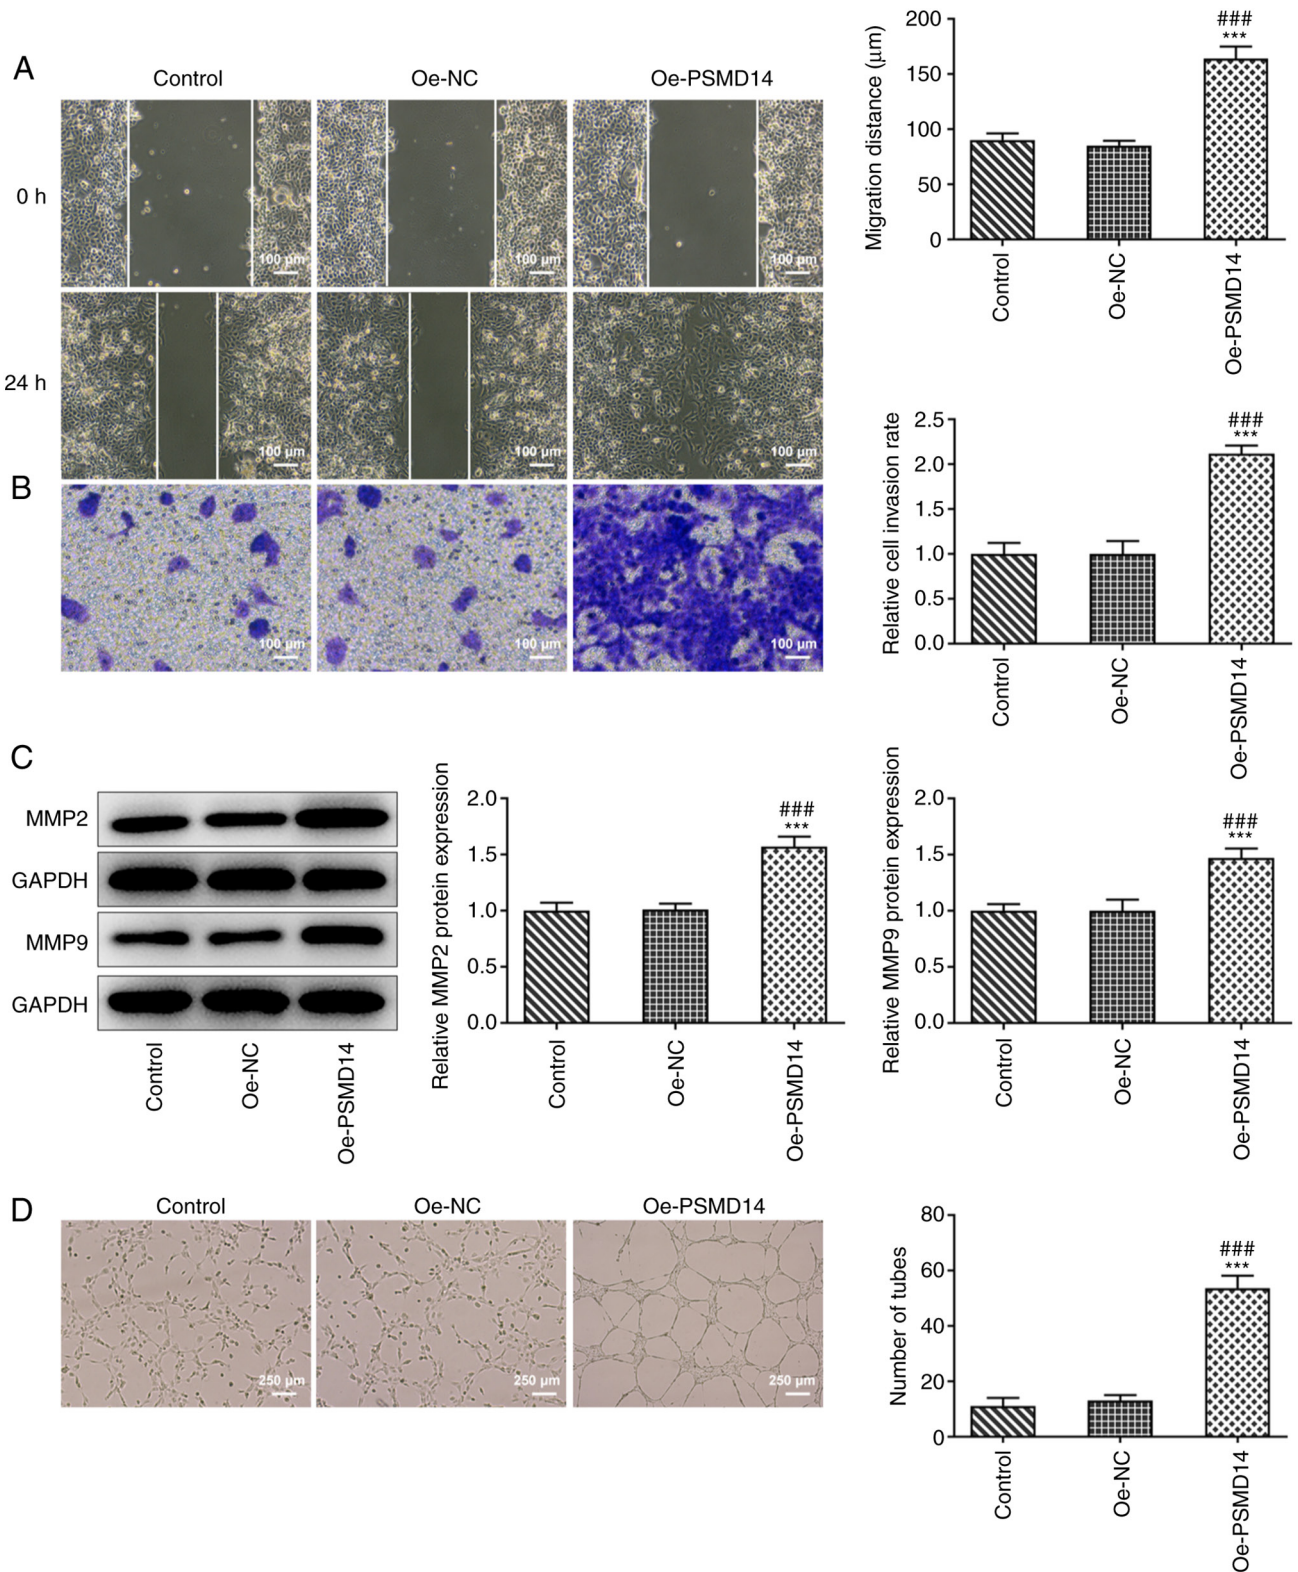 A
Control
Oe-NC
Oe-PSMD14
0 h
100 µm
100 µm
100 µm
24 h
100 µm
100 µm
100 µm
Migration distance (µm)
200
150
100
50
0
###
***
Control
Oe-NC
Oe-PSMD14
B
100 µm
100 µm
100 µm
Relative cell invasion rate
2.5
2.0
1.5
1.0
0.5
0.0
###
***
Control
Oe-NC
Oe-PSMD14
C
MMP2
GAPDH
MMP9
GAPDH
Control
Oe-NC
Oe-PSMD14
Relative MMP2 protein expression
2.0
1.5
1.0
0.5
0.0
###
***
Control
Oe-NC
Oe-PSMD14
Relative MMP9 protein expression
2.0
1.5
1.0
0.5
0.0
###
***
Control
Oe-NC
Oe-PSMD14
D
Control
Oe-NC
Oe-PSMD14
250 µm
250 µm
250 µm
Number of tubes
80
60
40
20
0
###
***
Control
Oe-NC
Oe-PSMD14